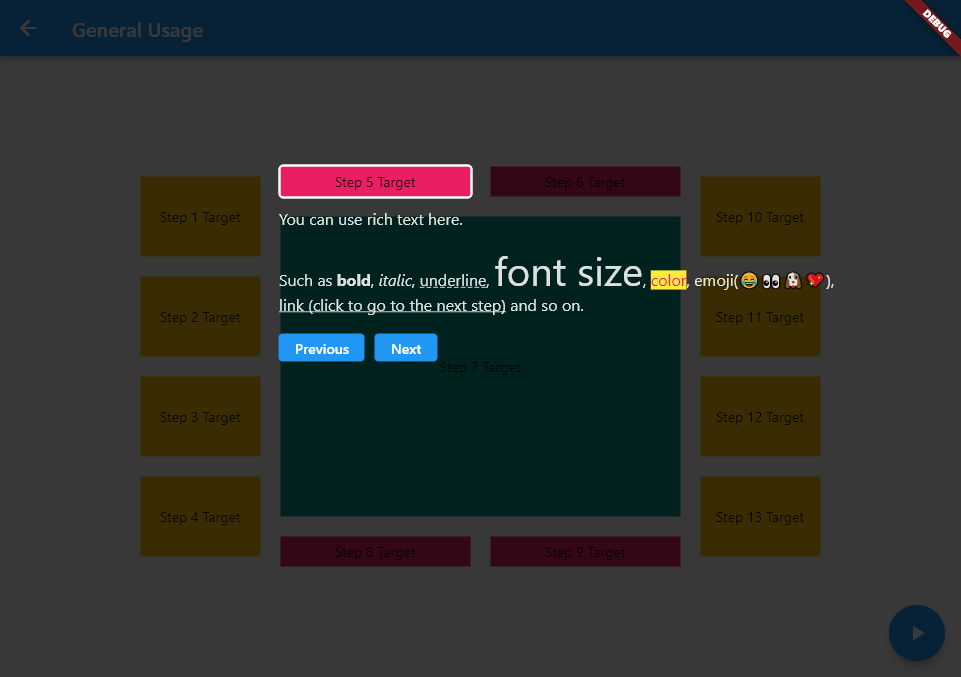 General Usage
DEBUG
Step 5 Target
Step 6 Target
Step 1 Target
Step 10 Target
You can use rich text here.
Such as bold, italic, underline, font size, color, emoji(😂👀🐶💖),
link (click to go to the next step) and so on.
Step 2 Target
Step 11 Target
Previous
Next
Step 7 Target
Step 3 Target
Step 12 Target
Step 4 Target
Step 13 Target
Step 8 Target
Step 9 Target